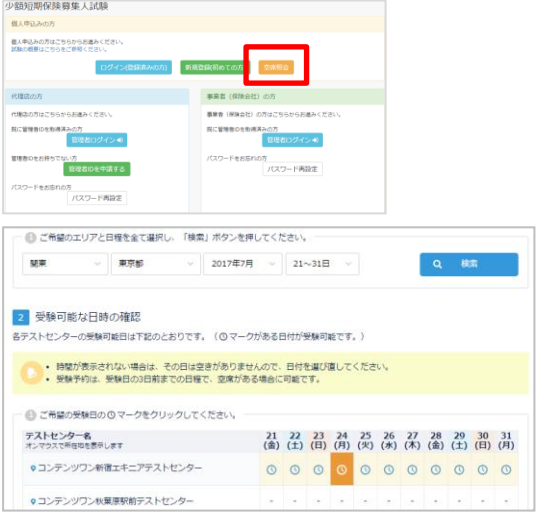 少額短期保険募集人試験
個人申込みの方
個人申込みの方はこちらからお進みください。
試験の概要はこちらをご参照ください。
ログイン(登録済みの方) 新規登録(初めての方) 空席照会
代理店の方 事業者（保険会社）の方
代理店の方はこちらからお進みください。 事業者（保険会社）の方はこちらからお進みください。
既に管理者IDを取得済みの方 既に管理者IDを取得済みの方
管理者ログイン 管理者ログイン
管理者IDをお持ちでない方 パスワードをお忘れの方
管理者IDを申請する パスワード再設定
パスワードをお忘れの方
パスワード再設定
1 ご希望のエリアと日程を全て選択し、「検索」ボタンを押してください。
関東 東京都 2017年7月 21～31日 検索
2 受験可能な日時の確認
各テストセンターの受験可能日は下記のとおりです。（ マークがある日付が受験可能です。）
• 時間が表示されない場合は、その日は空きがありませんので、日付を選び直してください。
• 受験予約は、受験日の3日前までの日程で、空席がある場合に可能です。
1 ご希望の受験日の マークをクリックしてください。
テストセンター名 21 22 23 24 25 26 27 28 29 30 31
オンマウスで所在地を表示します (金) (土) (日) (月) (火) (水) (木) (金) (土) (日) (月)
コンテンツワン新宿エキニアテストセンター
コンテンツワン秋葉原駅前テストセンター - - - - - - - - - - -